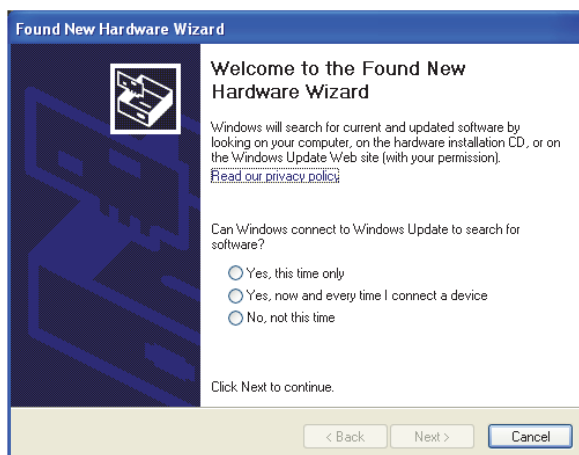 Found New Hardware Wizard
Welcome to the Found New
Hardware Wizard
Windows will search for current and updated software by
looking on your computer, on the hardware installation CD, or on
the Windows Update Web site (with your permission).
Read our privacy policy
Can Windows connect to Windows Update to search for
software?
Yes, this time only
Yes, now and every time I connect a device
No, not this time
Click Next to continue.
< Back
Next >
Cancel